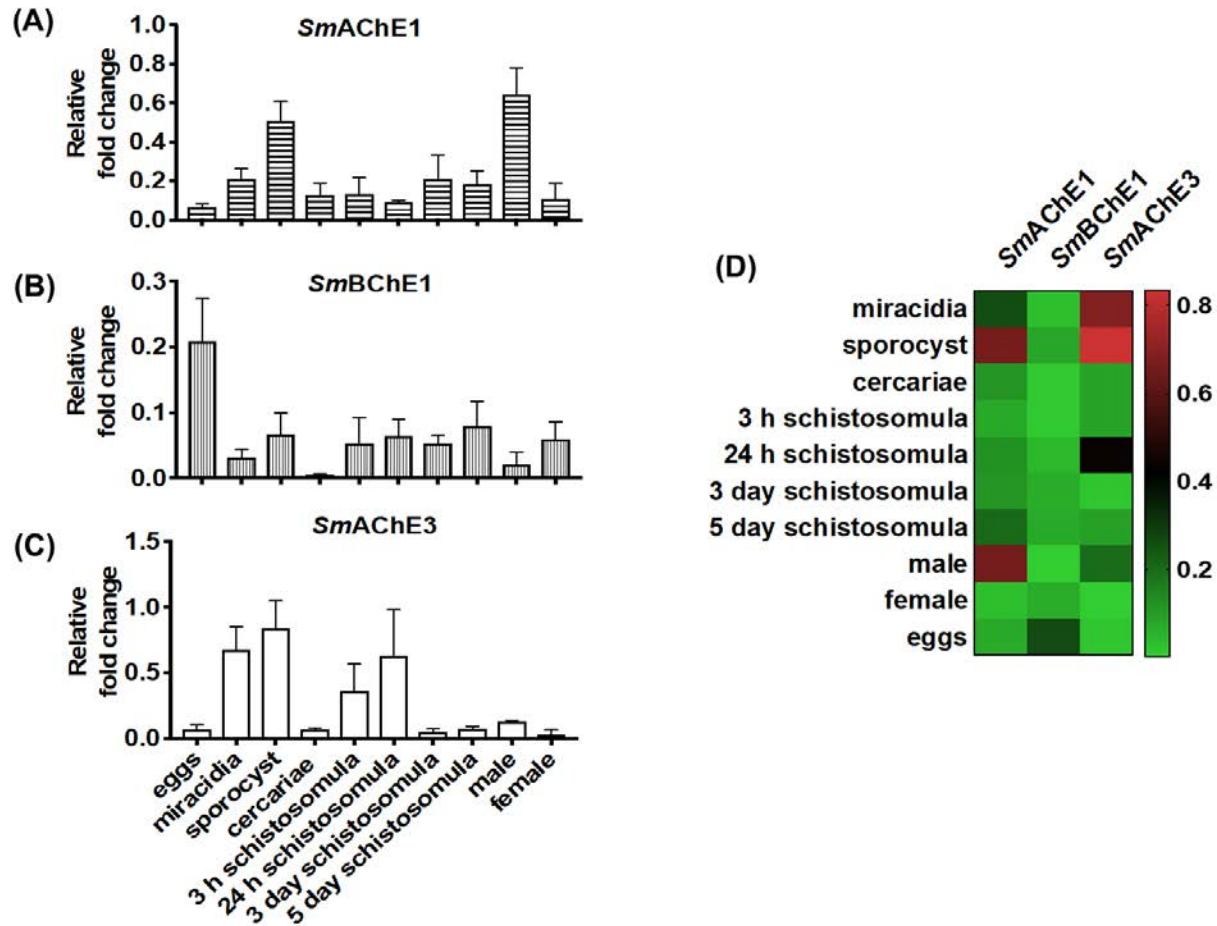 (A)
SmAChE1
Relative
fold change
1.0
0.8
0.6
0.4
0.2
0.0
(B)
SmBChE1
Relative
fold change
0.3
0.2
0.1
0.0
(C)
SmAChE3
Relative
fold change
1.5
1.0
0.5
0.0
eggs
miracidia
sporocyst
cercariae
3 h schistosomula
24 h schistosomula
3 day schistosomula
5 day schistosomula
male
female
(D)
SmAChE1
SmBChE1
SmAChE3
miracidia
sporocyst
cercariae
3 h schistosomula
24 h schistosomula
3 day schistosomula
5 day schistosomula
male
female
eggs
0.8
0.6
0.4
0.2